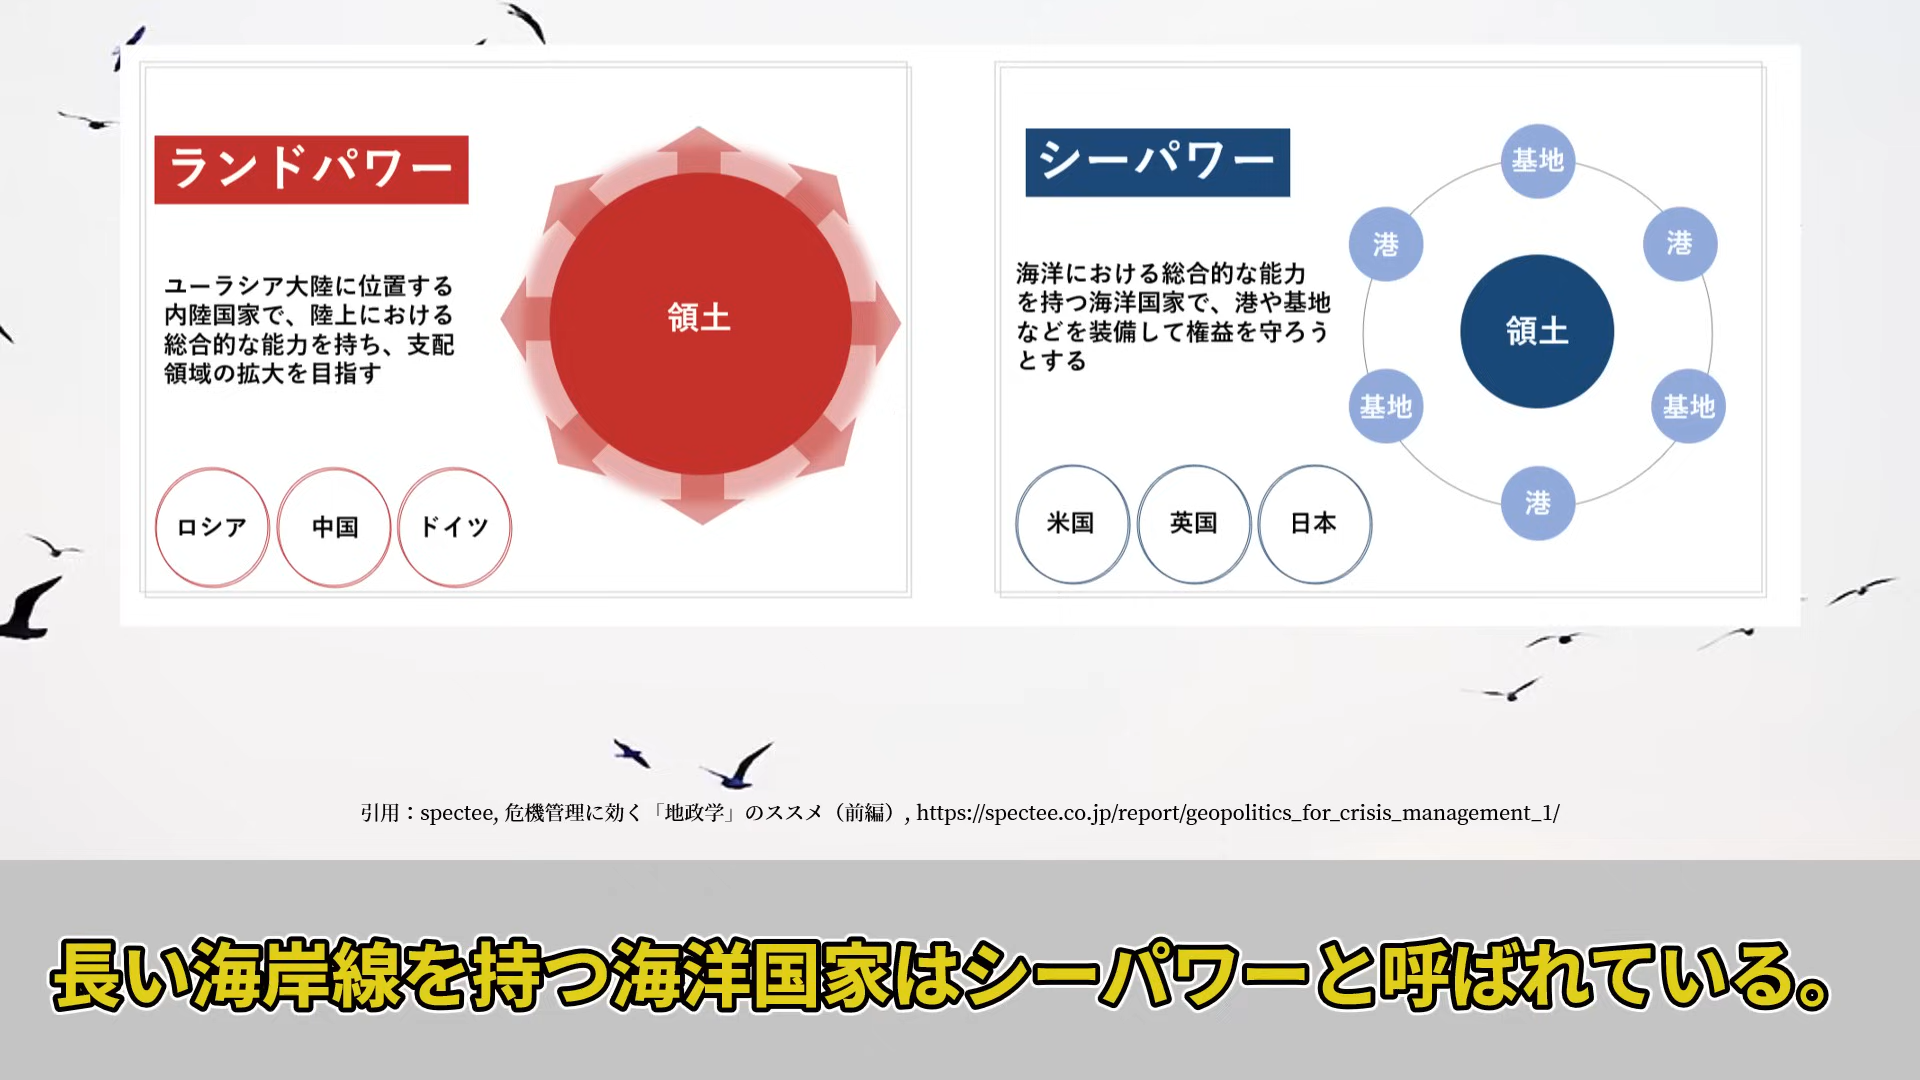 ランドパワー
ユーラシア大陸に位置する
内陸国家で、陸上における
総合的な能力を持ち、支配
領域の拡大を目指す
領土
ロシア
中国
ドイツ
シーパワー
海洋における総合的な能力
を持つ海洋国家で、港や基地
などを装備して権益を守ろう
とする
基地
港
港
領土
基地
基地
港
米国
英国
日本
引用：spectee, 危機管理に効く「地政学」のススメ（前編）, https://spectee.co.jp/report/geopolitics_for_crisis_management_1/
長い海岸線を持つ海洋国家はシーパワーと呼ばれている。